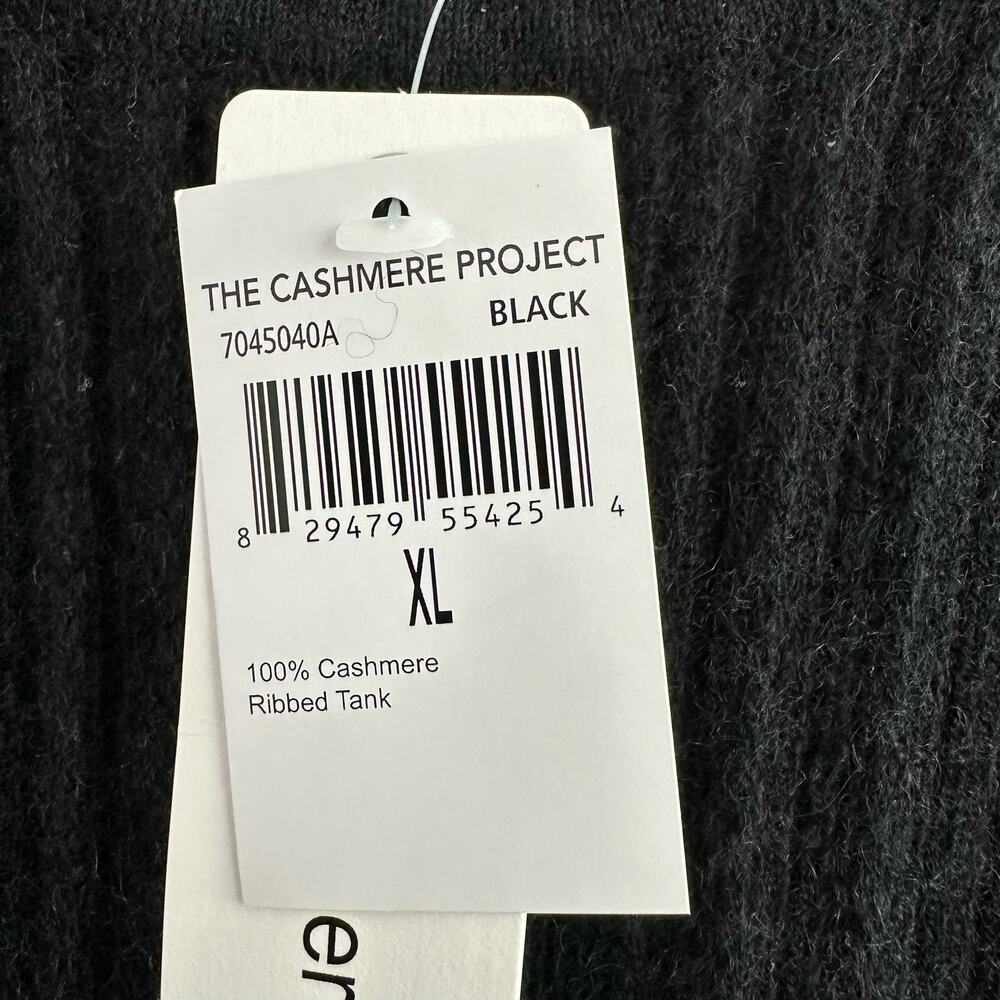 THE CASHMERE PROJECT
7045040A BLACK
8 29479 55425 4
XL
100% Cashmere
Ribbed Tank
er